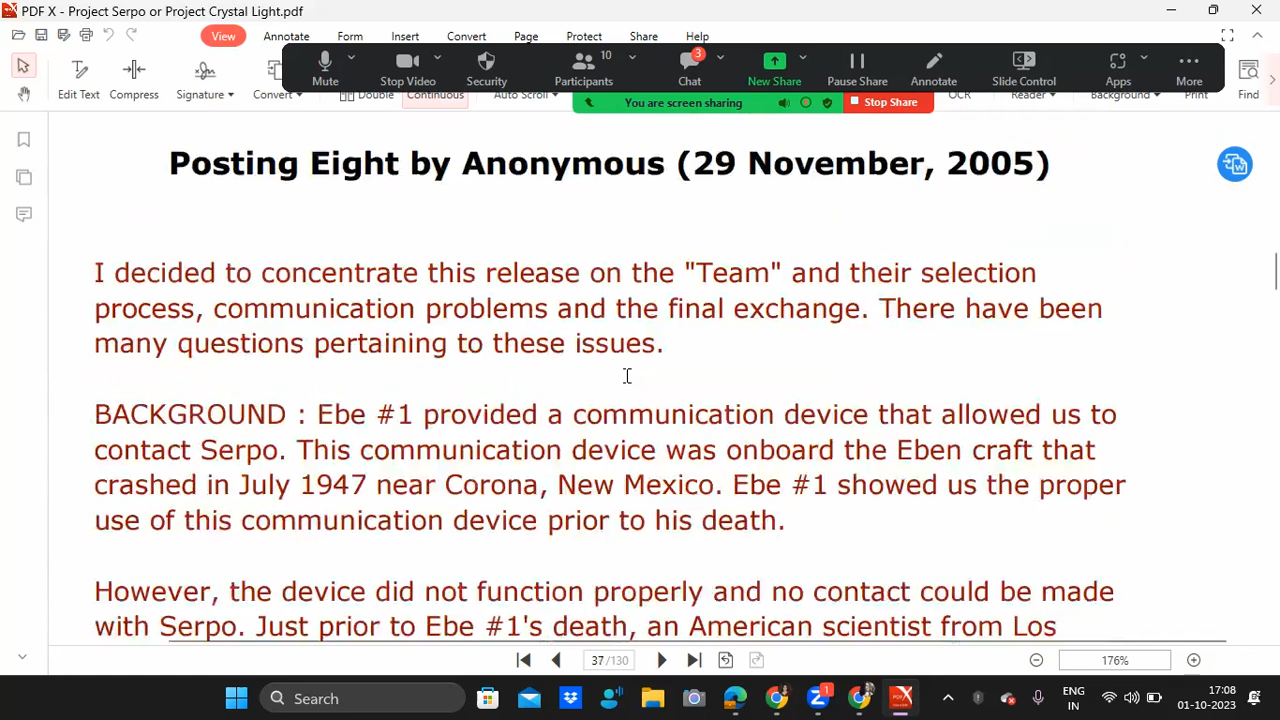 PDF X - Project Serpo or Project Crystal Light.pdf
View Annotate Form Insert Convert Page Protect Share Help
Edit Text Compress Signature Convert Double Continuous Auto Scroll OCR Reader Background Print Find
Mute Stop Video Security 10 Participants 3 Chat New Share Pause Share Annotate Slide Control Apps More
You are screen sharing Stop Share
Posting Eight by Anonymous (29 November, 2005)
I decided to concentrate this release on the "Team" and their selection
process, communication problems and the final exchange. There have been
many questions pertaining to these issues.
BACKGROUND : Ebe #1 provided a communication device that allowed us to
contact Serpo. This communication device was onboard the Eben craft that
crashed in July 1947 near Corona, New Mexico. Ebe #1 showed us the proper
use of this communication device prior to his death.
However, the device did not function properly and no contact could be made
with Serpo. Just prior to Ebe #1's death, an American scientist from Los
37/130 176%
Search 1 ENG 17:08
IN 01-10-2023